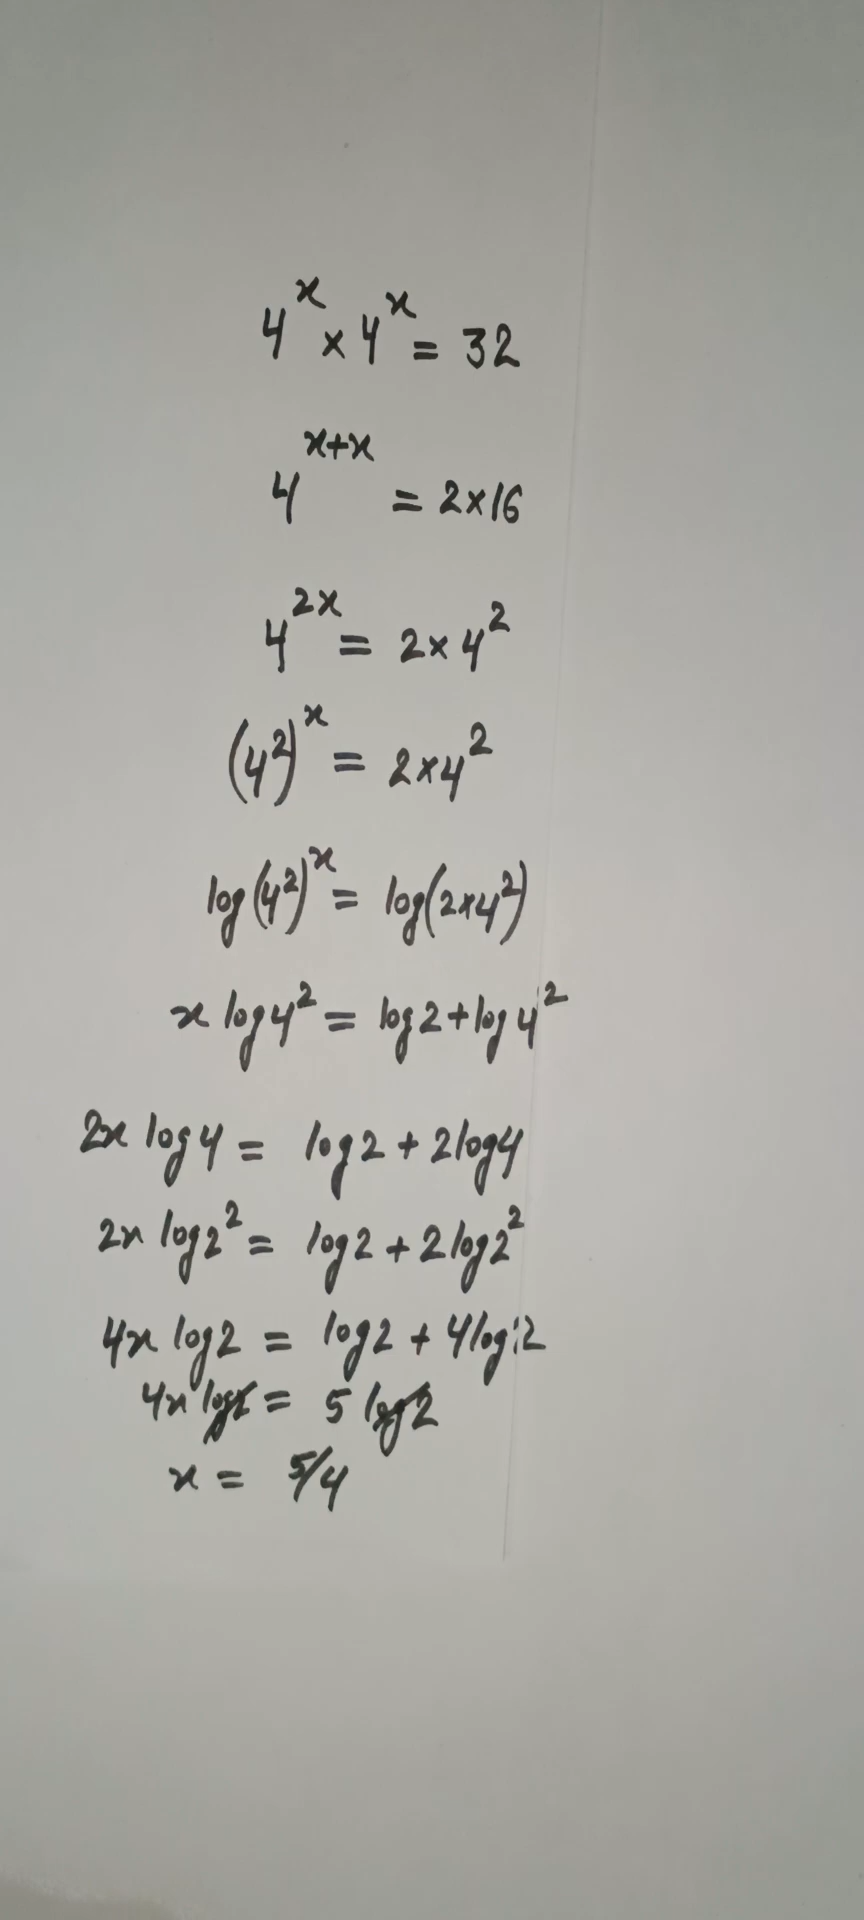 4^x × 4^x = 32
4^(x+x) = 2×16
4^(2x) = 2×4^2
(4^2)^x = 2×4^2
log(4^2)^x = log(2×4^2)
x log4^2 = log2+log4^2
2x log4 = log2 + 2log4
2x log2^2 = log2 + 2log2^2
4x log2 = log2 + 4log2
4x log2 = 5 log2
x = 5/4